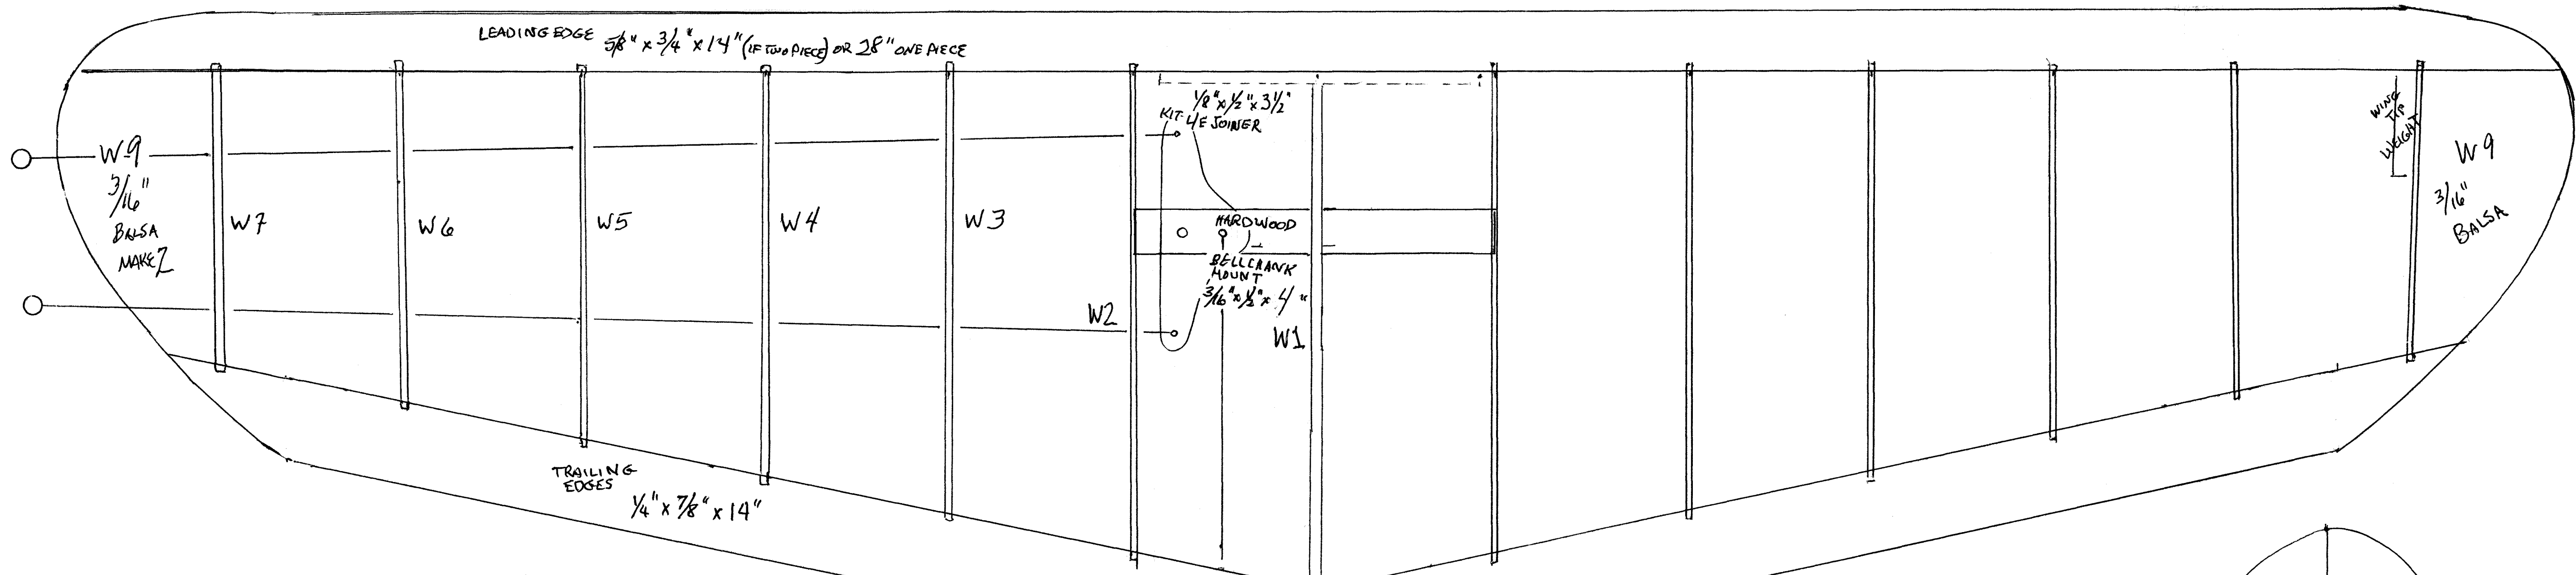 LEADING EDGE 5/8" x 3/4" x 14" (IF TWO PIECE) OR 28" ONE PIECE
1/8" x 1/2" x 3 1/2"
KIT-L/E JOINER
WING
TIP
WEIGHT
W9
3/16"
BALSA
MAKE 2
W7
W6
W5
W4
W3
HARDWOOD
BELLCRANK
MOUNT
3/16" x 1/2" x 4"
W2
W1
W9
3/16"
BALSA
TRAILING
EDGES
1/4" x 7/8" x 14"